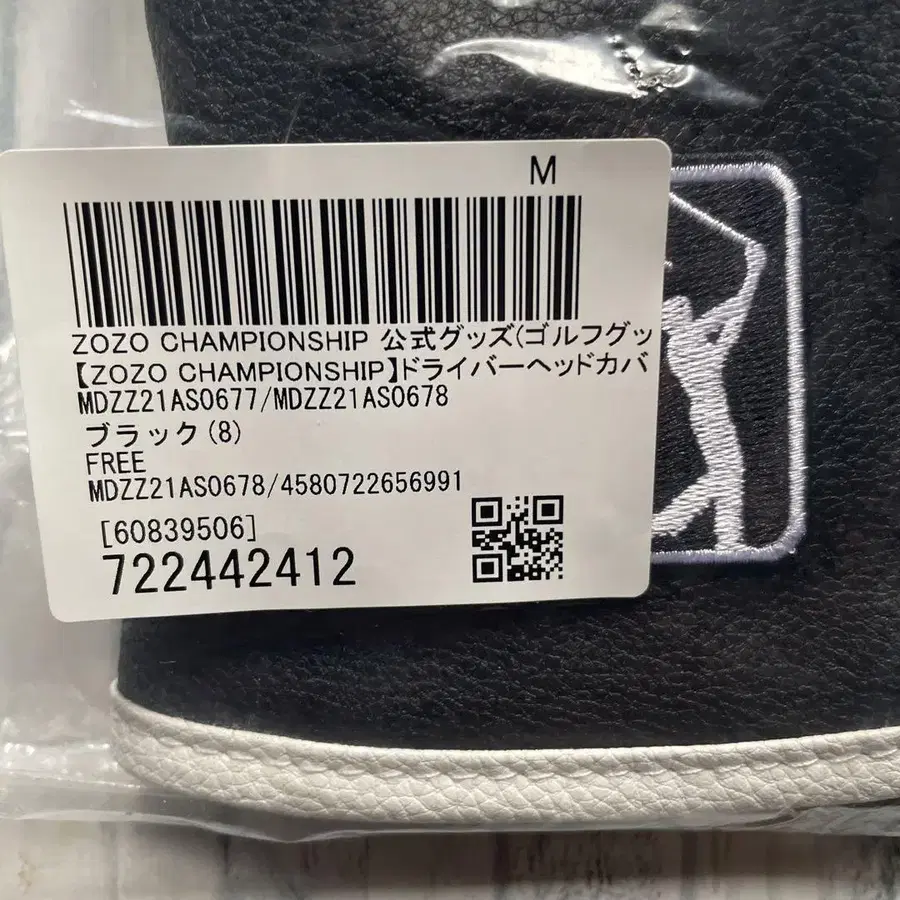 M
ZOZO CHAMPIONSHIP 公式グッズ(ゴルフグッ
【ZOZO CHAMPIONSHIP】ドライバーヘッドカバ
MDZZ21AS0677/MDZZ21AS0678
ブラック(8)
FREE
MDZZ21AS0678/4580722656991
[60839506]
722442412